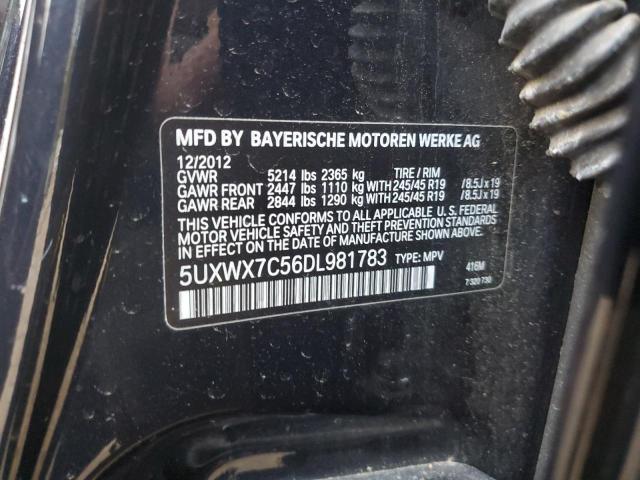 MFD BY BAYERISCHE MOTOREN WERKE AG
12/2012
GVWR 5214 lbs 2365 kg TIRE / RIM
GAWR FRONT 2447 lbs 1110 kg WITH 245/45 R19 / 8.5J x 19
GAWR REAR 2844 lbs 1290 kg WITH 245/45 R19 / 8.5J x 19
THIS VEHICLE CONFORMS TO ALL APPLICABLE U. S. FEDERAL
MOTOR VEHICLE SAFETY AND THEFT PREVENTION STANDARDS
IN EFFECT ON THE DATE OF MANUFACTURE SHOWN ABOVE.
5UXWX7C56DL981783 TYPE: MPV 416M
7 320 730